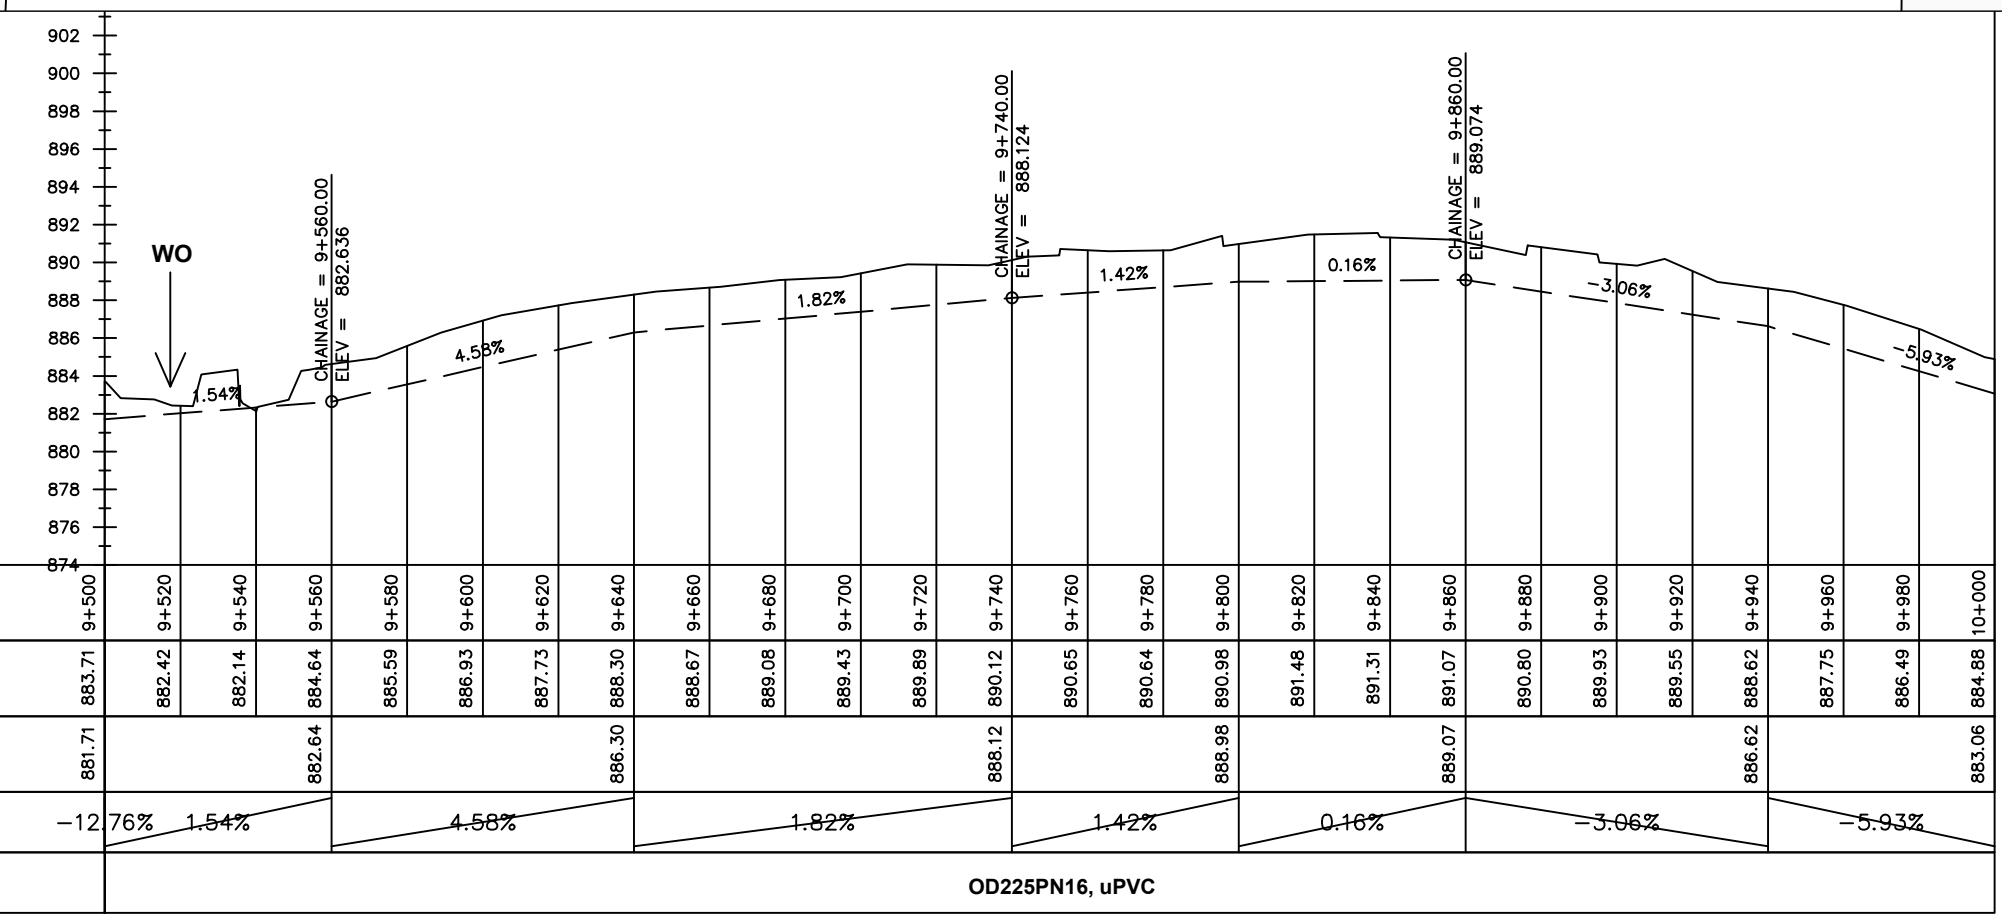 902
900
898
896
894
892
890
888
886
884
882
880
878
876
874
WO
CHAINAGE = 9+560.00
ELEV = 882.636
CHAINAGE = 9+740.00
ELEV = 888.124
CHAINAGE = 9+860.00
ELEV = 889.074
1.54%
4.58%
1.82%
1.42%
0.16%
-3.06%
-5.93%
9+500 9+520 9+540 9+560 9+580 9+600 9+620 9+640 9+660 9+680 9+700 9+720 9+740 9+760 9+780 9+800 9+820 9+840 9+860 9+880 9+900 9+920 9+940 9+960 9+980 10+000
883.71 882.42 882.14 884.64 885.59 886.93 887.73 888.30 888.67 889.08 889.43 889.89 890.12 890.65 890.64 890.98 891.48 891.31 891.07 890.80 889.93 889.55 888.62 887.75 886.49 884.88
881.71 882.64 886.30 888.12 888.98 889.07 886.62 883.06
-12.76% 1.54% 4.58% 1.82% 1.42% 0.16% -3.06% -5.93%
OD225PN16, uPVC